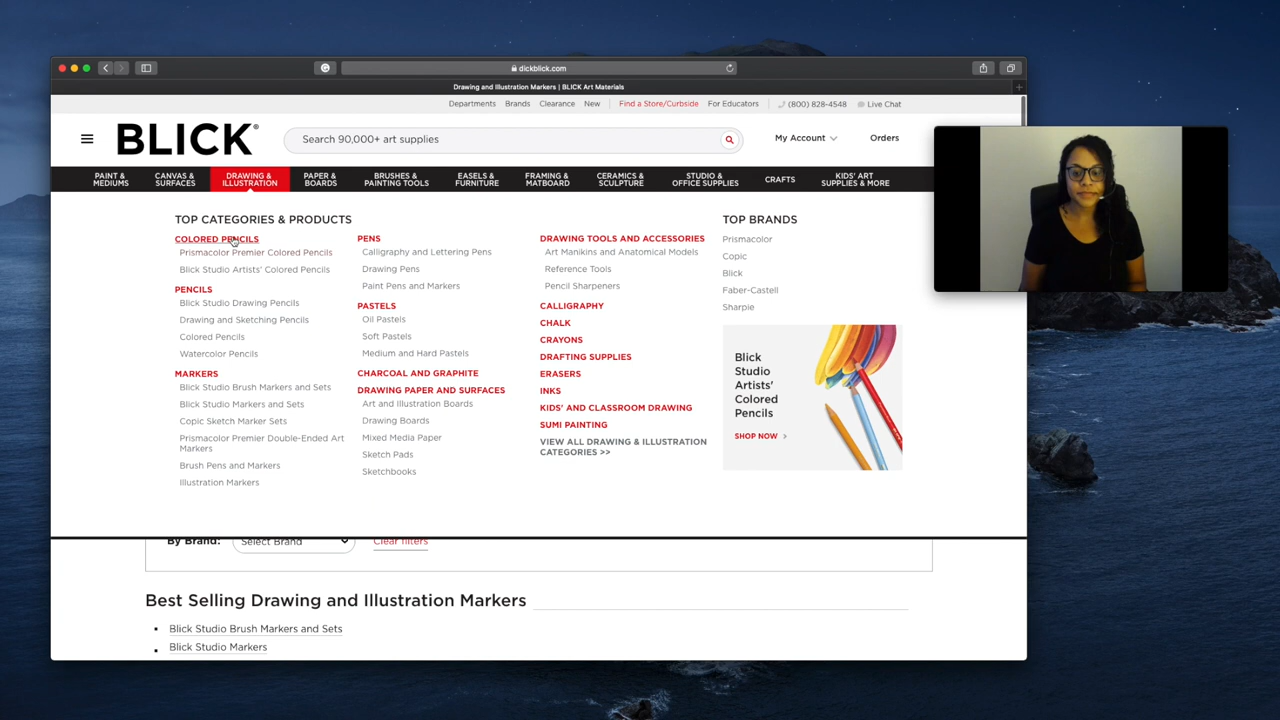 dickblick.com
Drawing and Illustration Markers | BLICK Art Materials
Departments Brands Clearance New Find a Store/Curbside For Educators (800) 828-4548 Live Chat
BLICK®
Search 90,000+ art supplies
My Account
Orders
PAINT & MEDIUMS
CANVAS & SURFACES
DRAWING & ILLUSTRATION
PAPER & BOARDS
BRUSHES & PAINTING TOOLS
EASELS & FURNITURE
FRAMING & MATBOARD
CERAMICS & SCULPTURE
STUDIO & OFFICE SUPPLIES
CRAFTS
KIDS' ART SUPPLIES & MORE
TOP CATEGORIES & PRODUCTS
COLORED PENCILS
Prismacolor Premier Colored Pencils
Blick Studio Artists' Colored Pencils
PENCILS
Blick Studio Drawing Pencils
Drawing and Sketching Pencils
Colored Pencils
Watercolor Pencils
MARKERS
Blick Studio Brush Markers and Sets
Blick Studio Markers and Sets
Copic Sketch Marker Sets
Prismacolor Premier Double-Ended Art
Markers
Brush Pens and Markers
Illustration Markers
PENS
Calligraphy and Lettering Pens
Drawing Pens
Paint Pens and Markers
PASTELS
Oil Pastels
Soft Pastels
Medium and Hard Pastels
CHARCOAL AND GRAPHITE
DRAWING PAPER AND SURFACES
Art and Illustration Boards
Drawing Boards
Mixed Media Paper
Sketch Pads
Sketchbooks
DRAWING TOOLS AND ACCESSORIES
Art Manikins and Anatomical Models
Reference Tools
Pencil Sharpeners
CALLIGRAPHY
CHALK
CRAYONS
DRAFTING SUPPLIES
ERASERS
INKS
KIDS' AND CLASSROOM DRAWING
SUMI PAINTING
VIEW ALL DRAWING & ILLUSTRATION
CATEGORIES >>
TOP BRANDS
Prismacolor
Copic
Blick
Faber-Castell
Sharpie
Blick
Studio
Artists'
Colored
Pencils
SHOP NOW >
By Brand: Select Brand Clear filters
Best Selling Drawing and Illustration Markers
• Blick Studio Brush Markers and Sets
• Blick Studio Markers